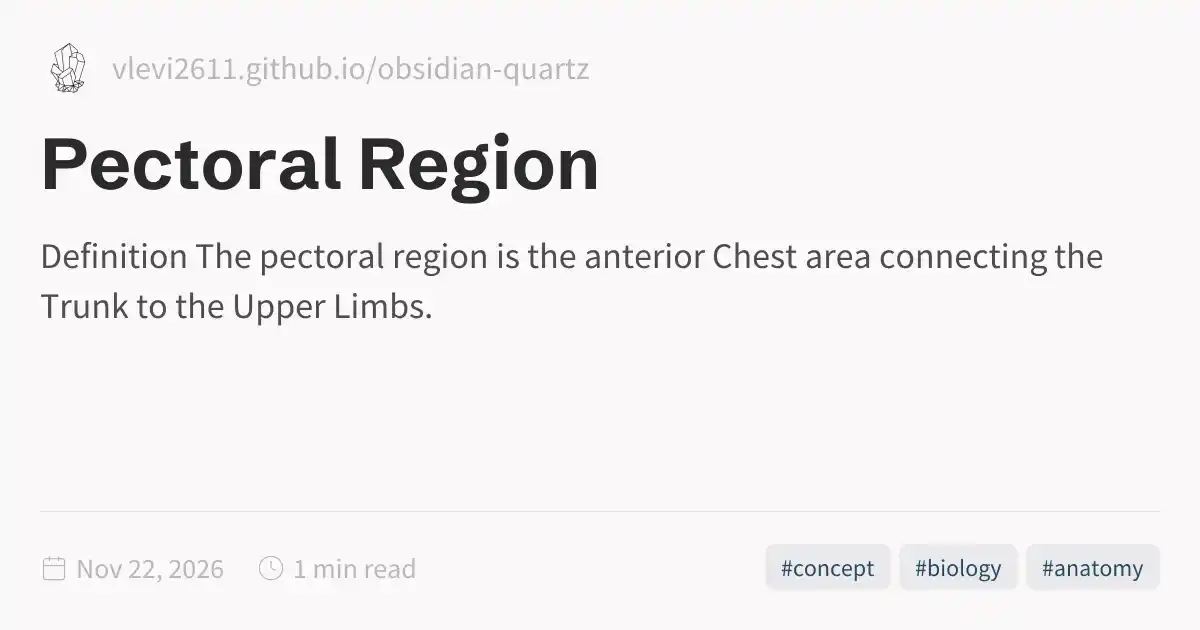 vlevi2611.github.io/obsidian-quartz
Pectoral Region
Definition The pectoral region is the anterior Chest area connecting the
Trunk to the Upper Limbs.
Nov 22, 2026 1 min read #concept #biology #anatomy